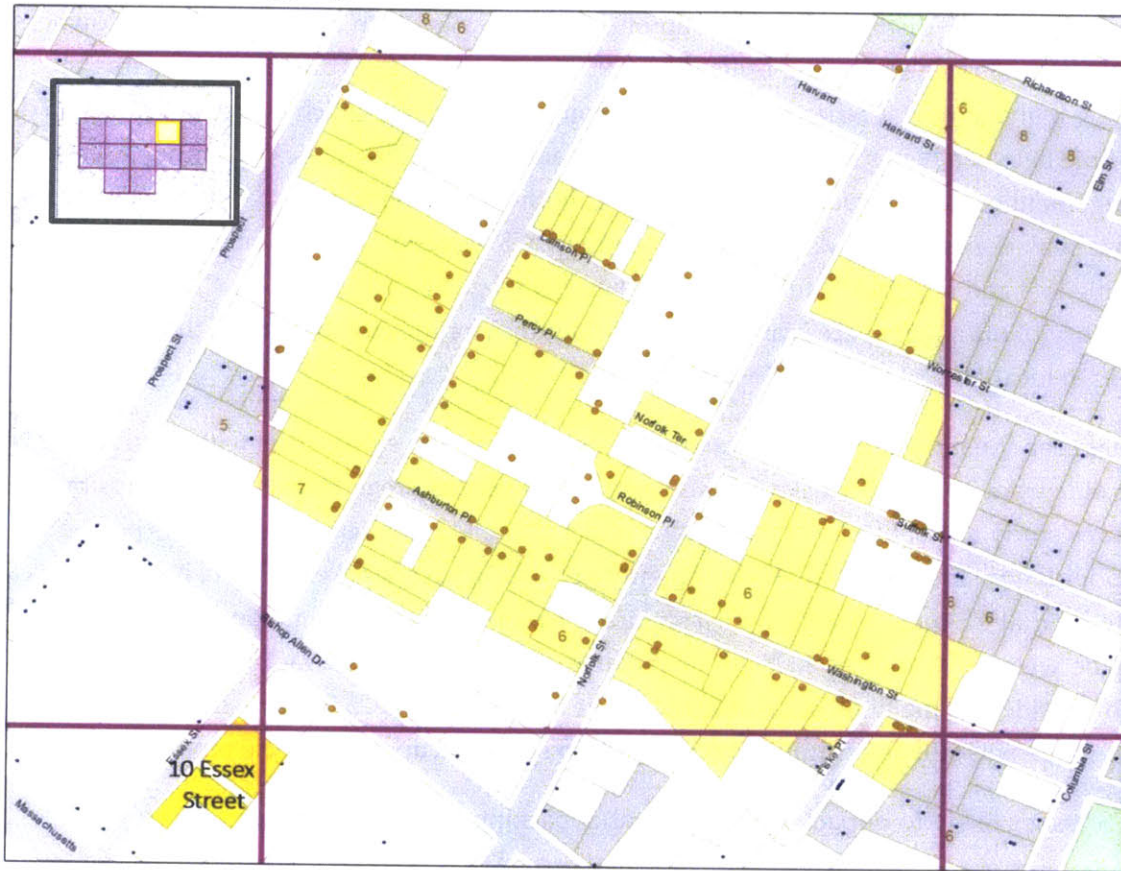 8
6
Harvard
Richardson St
6
Harvard St
8
8
Elm St
Prospect
Prospect St
Percy Pl
Worcester St
5
Norfolk Ter
7
Ashburton Pl
Robinson Pl
Suffolk St
6
6
6
6
Bishop Allen Dr
Norfolk St
Washington St
Essex St
10 Essex
Street
Columbia St
Massachusetts
6